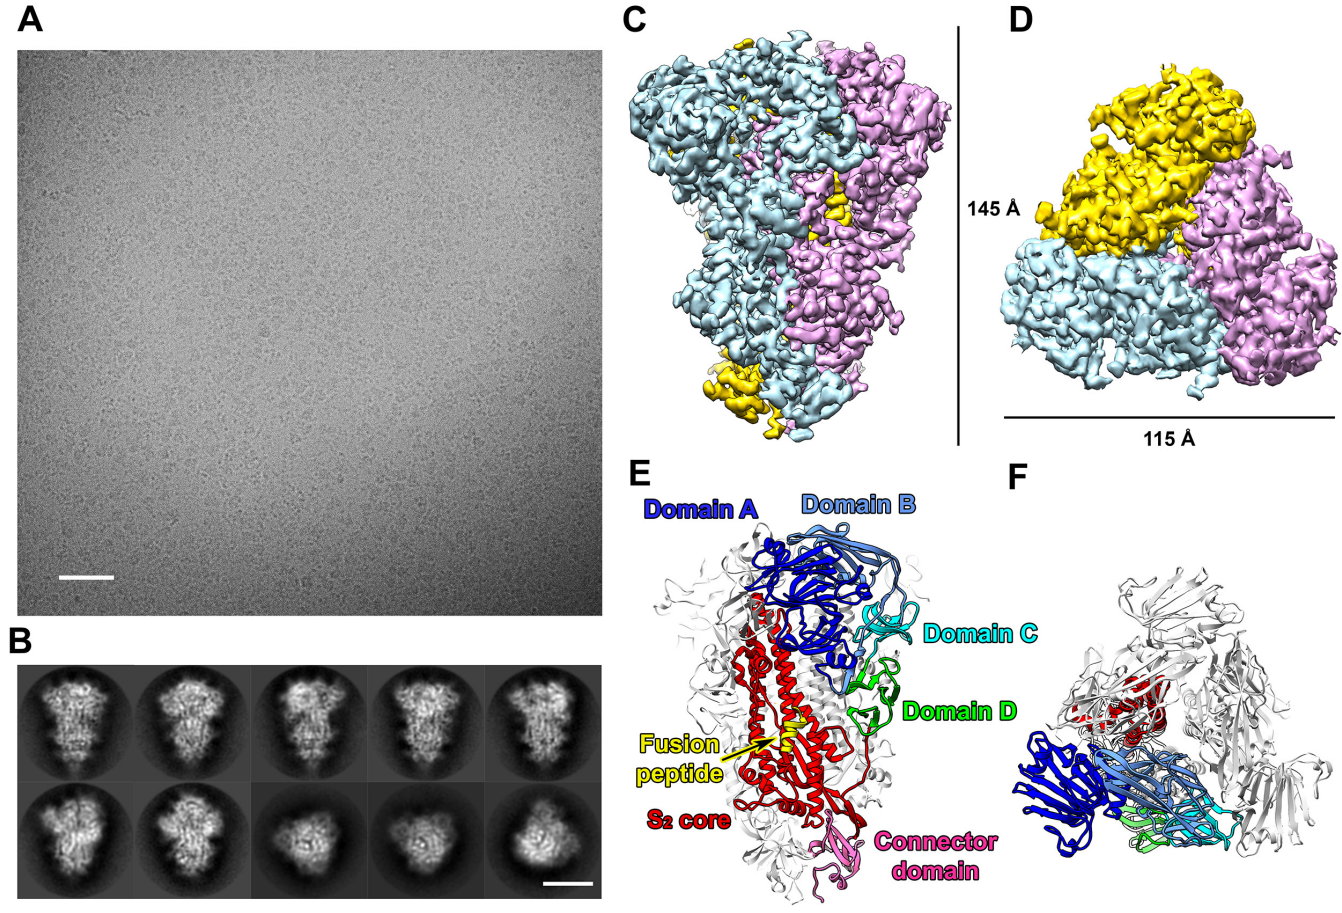 A
B
C
145 Å
D
115 Å
E
Domain A
Domain B
Domain C
Domain D
Fusion
peptide
S₂ core
Connector
domain
F